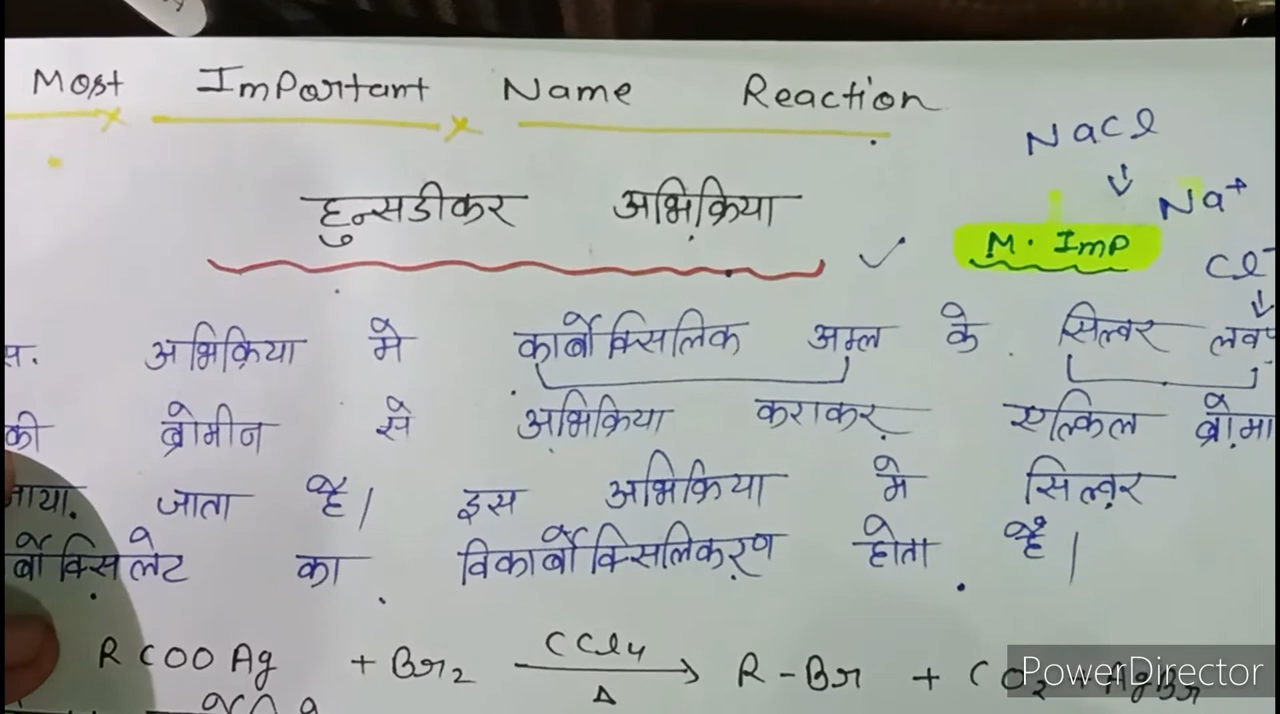 Most Important Name Reaction
NaCl
↓
Na+
हुन्सडीकर अभिक्रिया ✓ M. Imp
Cl-
↓
अभिक्रिया मे कार्बोक्सिलिक अम्ल के सिल्वर
की ब्रोमीन से अभिक्रिया कराकर एल्किल
जाता है। इस अभिक्रिया मे सिल्वर
र्बोक्सिलेट का विकार्बोक्सिलिकरण होता है।
RCOOAg + Br2 CCl4 → Δ R-Br + CO2 + AgBr
PowerDirector